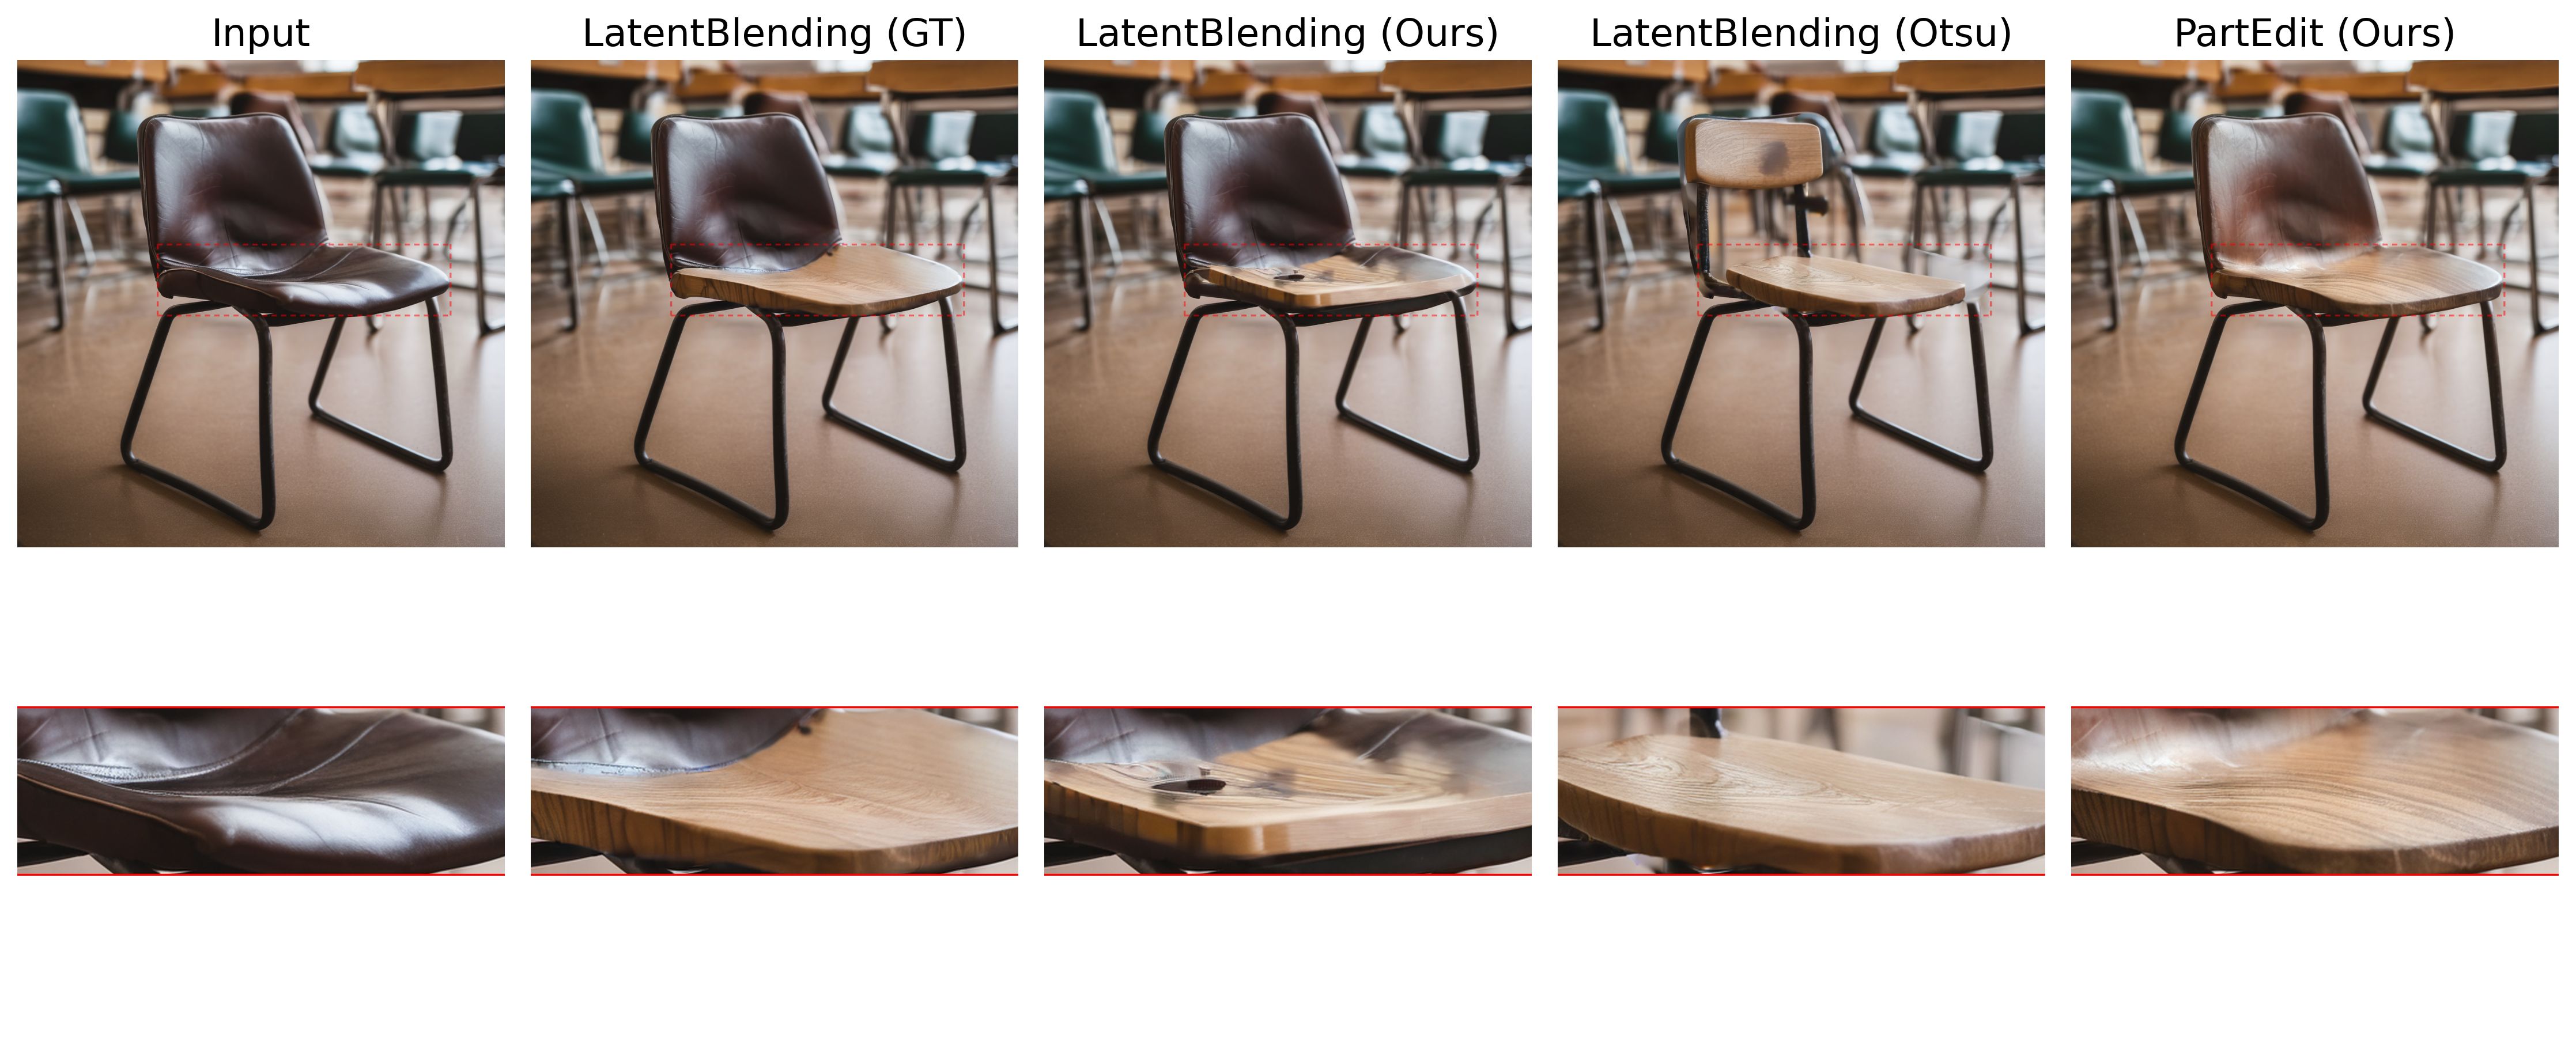 Input
LatentBlending (GT)
LatentBlending (Ours)
LatentBlending (Otsu)
PartEdit (Ours)